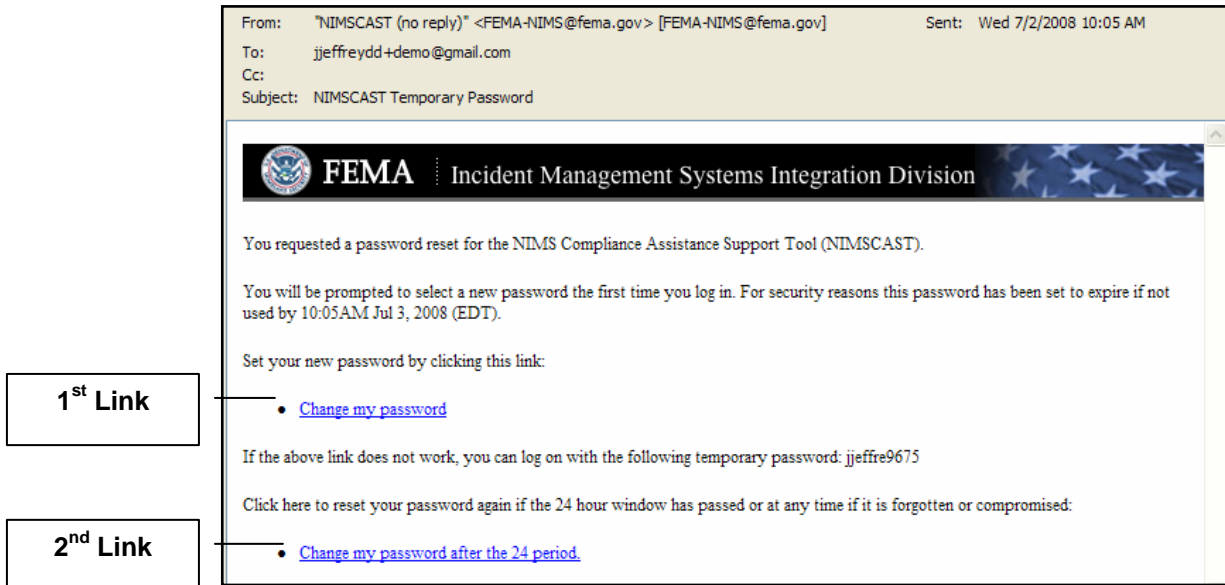 From: "NIMSCAST (no reply)" <FEMA-NIMS@fema.gov> [FEMA-NIMS@fema.gov] Sent: Wed 7/2/2008 10:05 AM
To: jjeffreydd+demo@gmail.com
Cc:
Subject: NIMSCAST Temporary Password
FEMA Incident Management Systems Integration Division
You requested a password reset for the NIMS Compliance Assistance Support Tool (NIMSCAST).
You will be prompted to select a new password the first time you log in. For security reasons this password has been set to expire if not
used by 10:05AM Jul 3, 2008 (EDT).
Set your new password by clicking this link:
1st Link
• Change my password
If the above link does not work, you can log on with the following temporary password: jjeffre9675
Click here to reset your password again if the 24 hour window has passed or at any time if it is forgotten or compromised:
2nd Link
• Change my password after the 24 period.